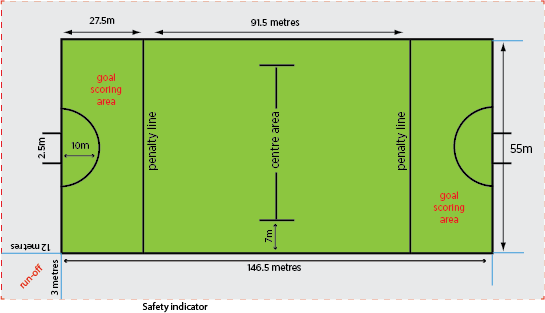 27.5m
91.5 metres
goal
scoring
area
10m
2.5m
penalty line
centre area
penalty line
55m
goal
scoring
area
7m
12 metres
run-off
3 metres
146.5 metres
Safety indicator